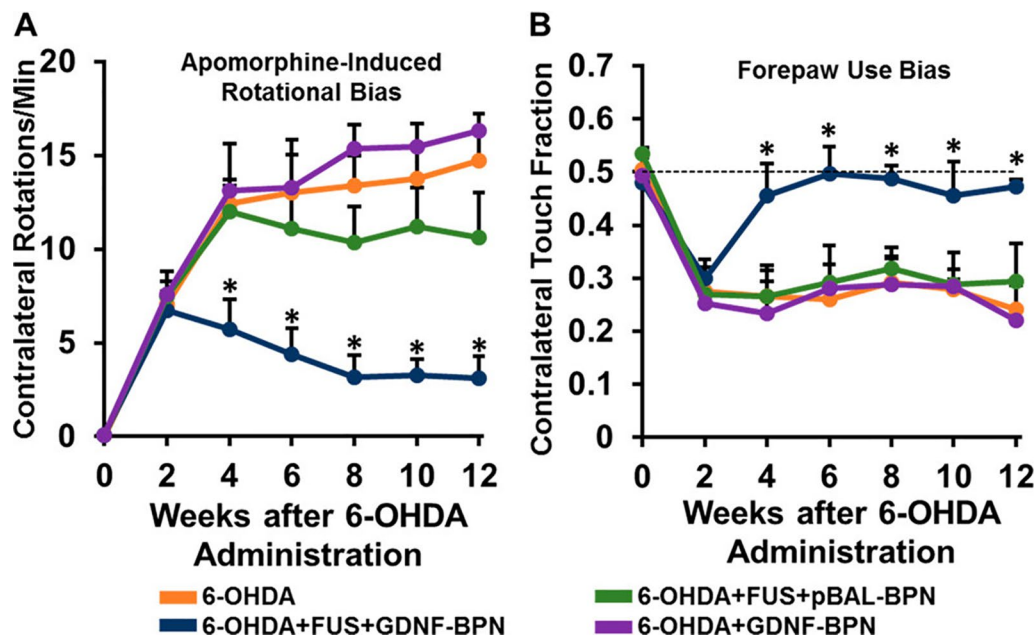 A
Apomorphine-Induced
Rotational Bias
Contralateral Rotations/Min
20
15
10
5
0
* * * * *
0 2 4 6 8 10 12
Weeks after 6-OHDA
Administration
B
Forepaw Use Bias
Contralateral Touch Fraction
0.7
0.6
0.5
0.4
0.3
0.2
0.1
0
* * * * *
0 2 4 6 8 10 12
Weeks after 6-OHDA
Administration
6-OHDA
6-OHDA+FUS+GDNF-BPN
6-OHDA+FUS+pBAL-BPN
6-OHDA+GDNF-BPN